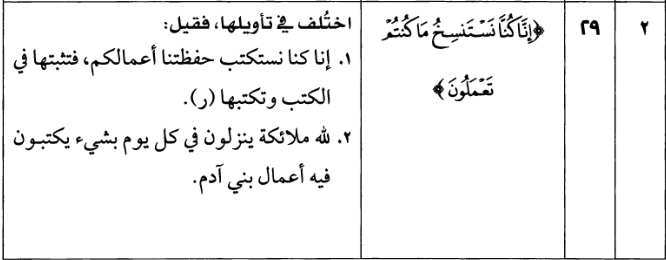 ٢
٢٩
﴿إِنَّا كُنَّا نَسْتَنسِخُ مَا كُنتُمْ
تَعْمَلُونَ﴾
اختُلف في تأويلها، فقيل:
١. إنا كنا نستكتب حفظتنا أعمالكم، فتثبتها في
الكتب وتكتبها (ر).
٢. لله ملائكة ينزلون في كل يوم بشيء يكتبون
فيه أعمال بني آدم.